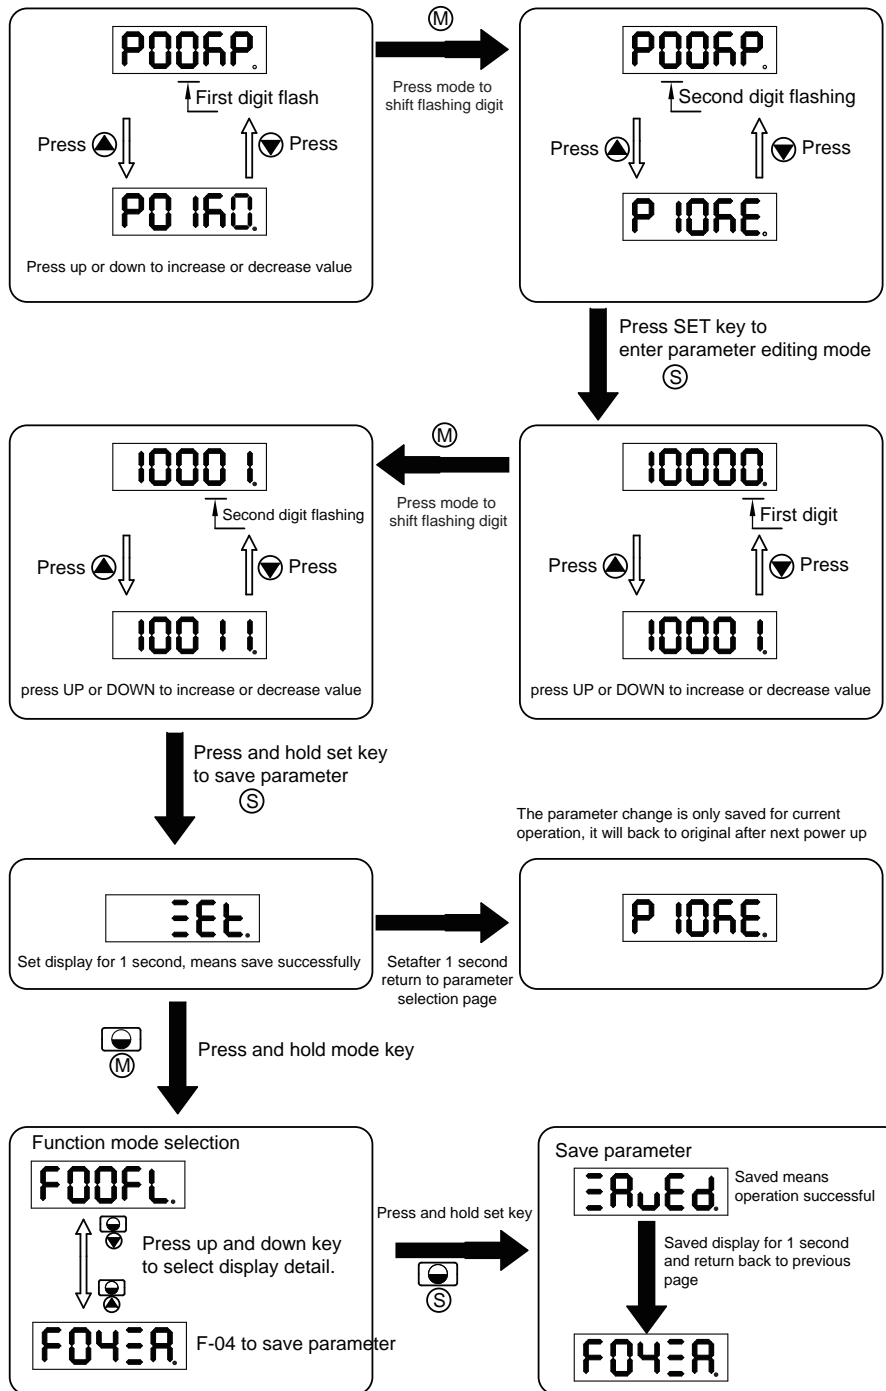 P00hP.
First digit flash
Press
Press
P01h0.
Press up or down to increase or decrease value
M
Press mode to
shift flashing digit
P00hP.
Second digit flashing
Press
Press
P10hE.
Press SET key to
enter parameter editing mode
S
10000.
First digit
Press
Press
10001.
press UP or DOWN to increase or decrease value
M
Press mode to
shift flashing digit
10001.
Second digit flashing
Press
Press
10011.
press UP or DOWN to increase or decrease value
Press and hold set key
to save parameter
S
SEt.
Set display for 1 second, means save successfully
Setafter 1 second
return to parameter
selection page
The parameter change is only saved for current
operation, it will back to original after next power up
P10hE.
M
Press and hold mode key
Function mode selection
F00FL.
Press up and down key
to select display detail.
F04SA.
F-04 to save parameter
Press and hold set key
S
Save parameter
SAvEd.
Saved means
operation successful
Saved display for 1 second
and return back to previous
page
F04SA.